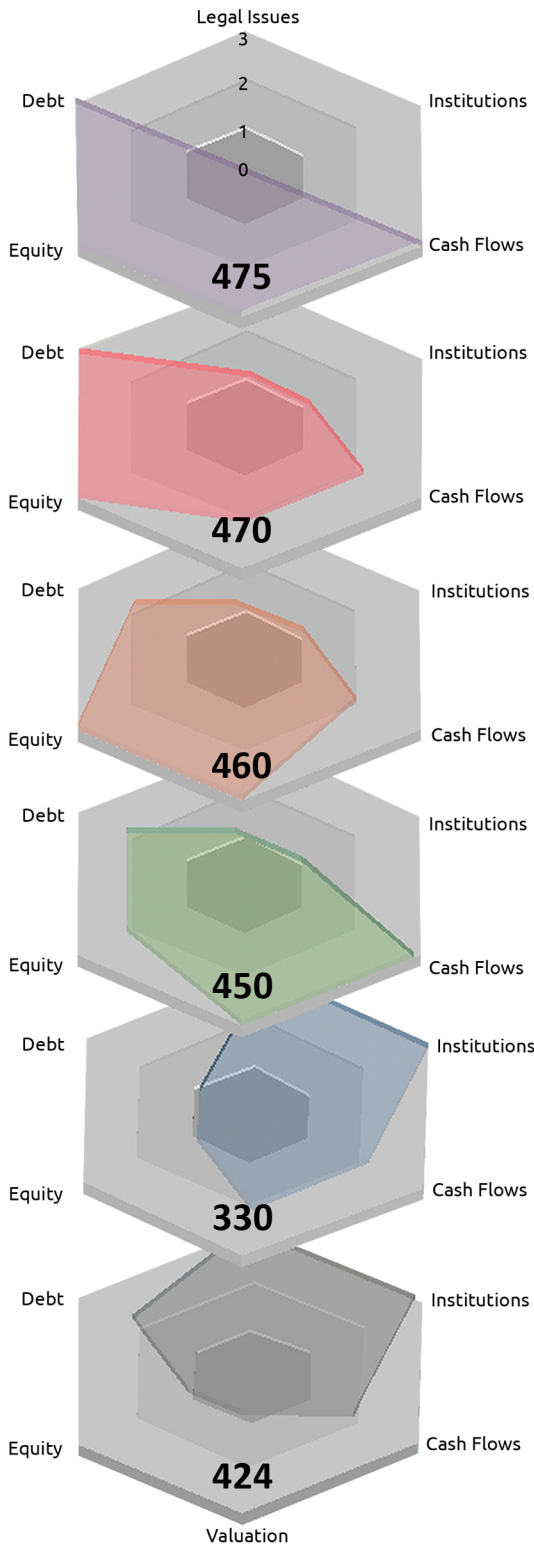 Legal Issues
3
2
Debt
Institutions
1
0
Equity
Cash Flows
475
Debt
Institutions
Equity
Cash Flows
470
Debt
Institutions
Equity
Cash Flows
460
Debt
Institutions
Equity
Cash Flows
450
Debt
Institutions
Equity
Cash Flows
330
Debt
Institutions
Equity
Cash Flows
424
Valuation